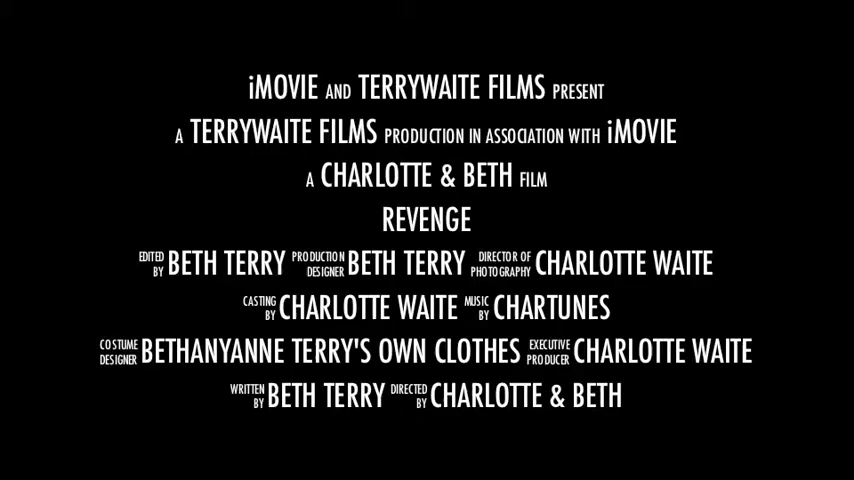 iMOVIE AND TERRYWAITE FILMS PRESENT
A TERRYWAITE FILMS PRODUCTION IN ASSOCIATION WITH iMOVIE
A CHARLOTTE & BETH FILM
REVENGE
EDITED BY BETH TERRY PRODUCTION DESIGNER BETH TERRY DIRECTOR OF PHOTOGRAPHY CHARLOTTE WAITE
CASTING BY CHARLOTTE WAITE MUSIC BY CHARTUNES
COSTUME DESIGNER BETHANYANNE TERRY'S OWN CLOTHES EXECUTIVE PRODUCER CHARLOTTE WAITE
WRITTEN BY BETH TERRY DIRECTED BY CHARLOTTE & BETH